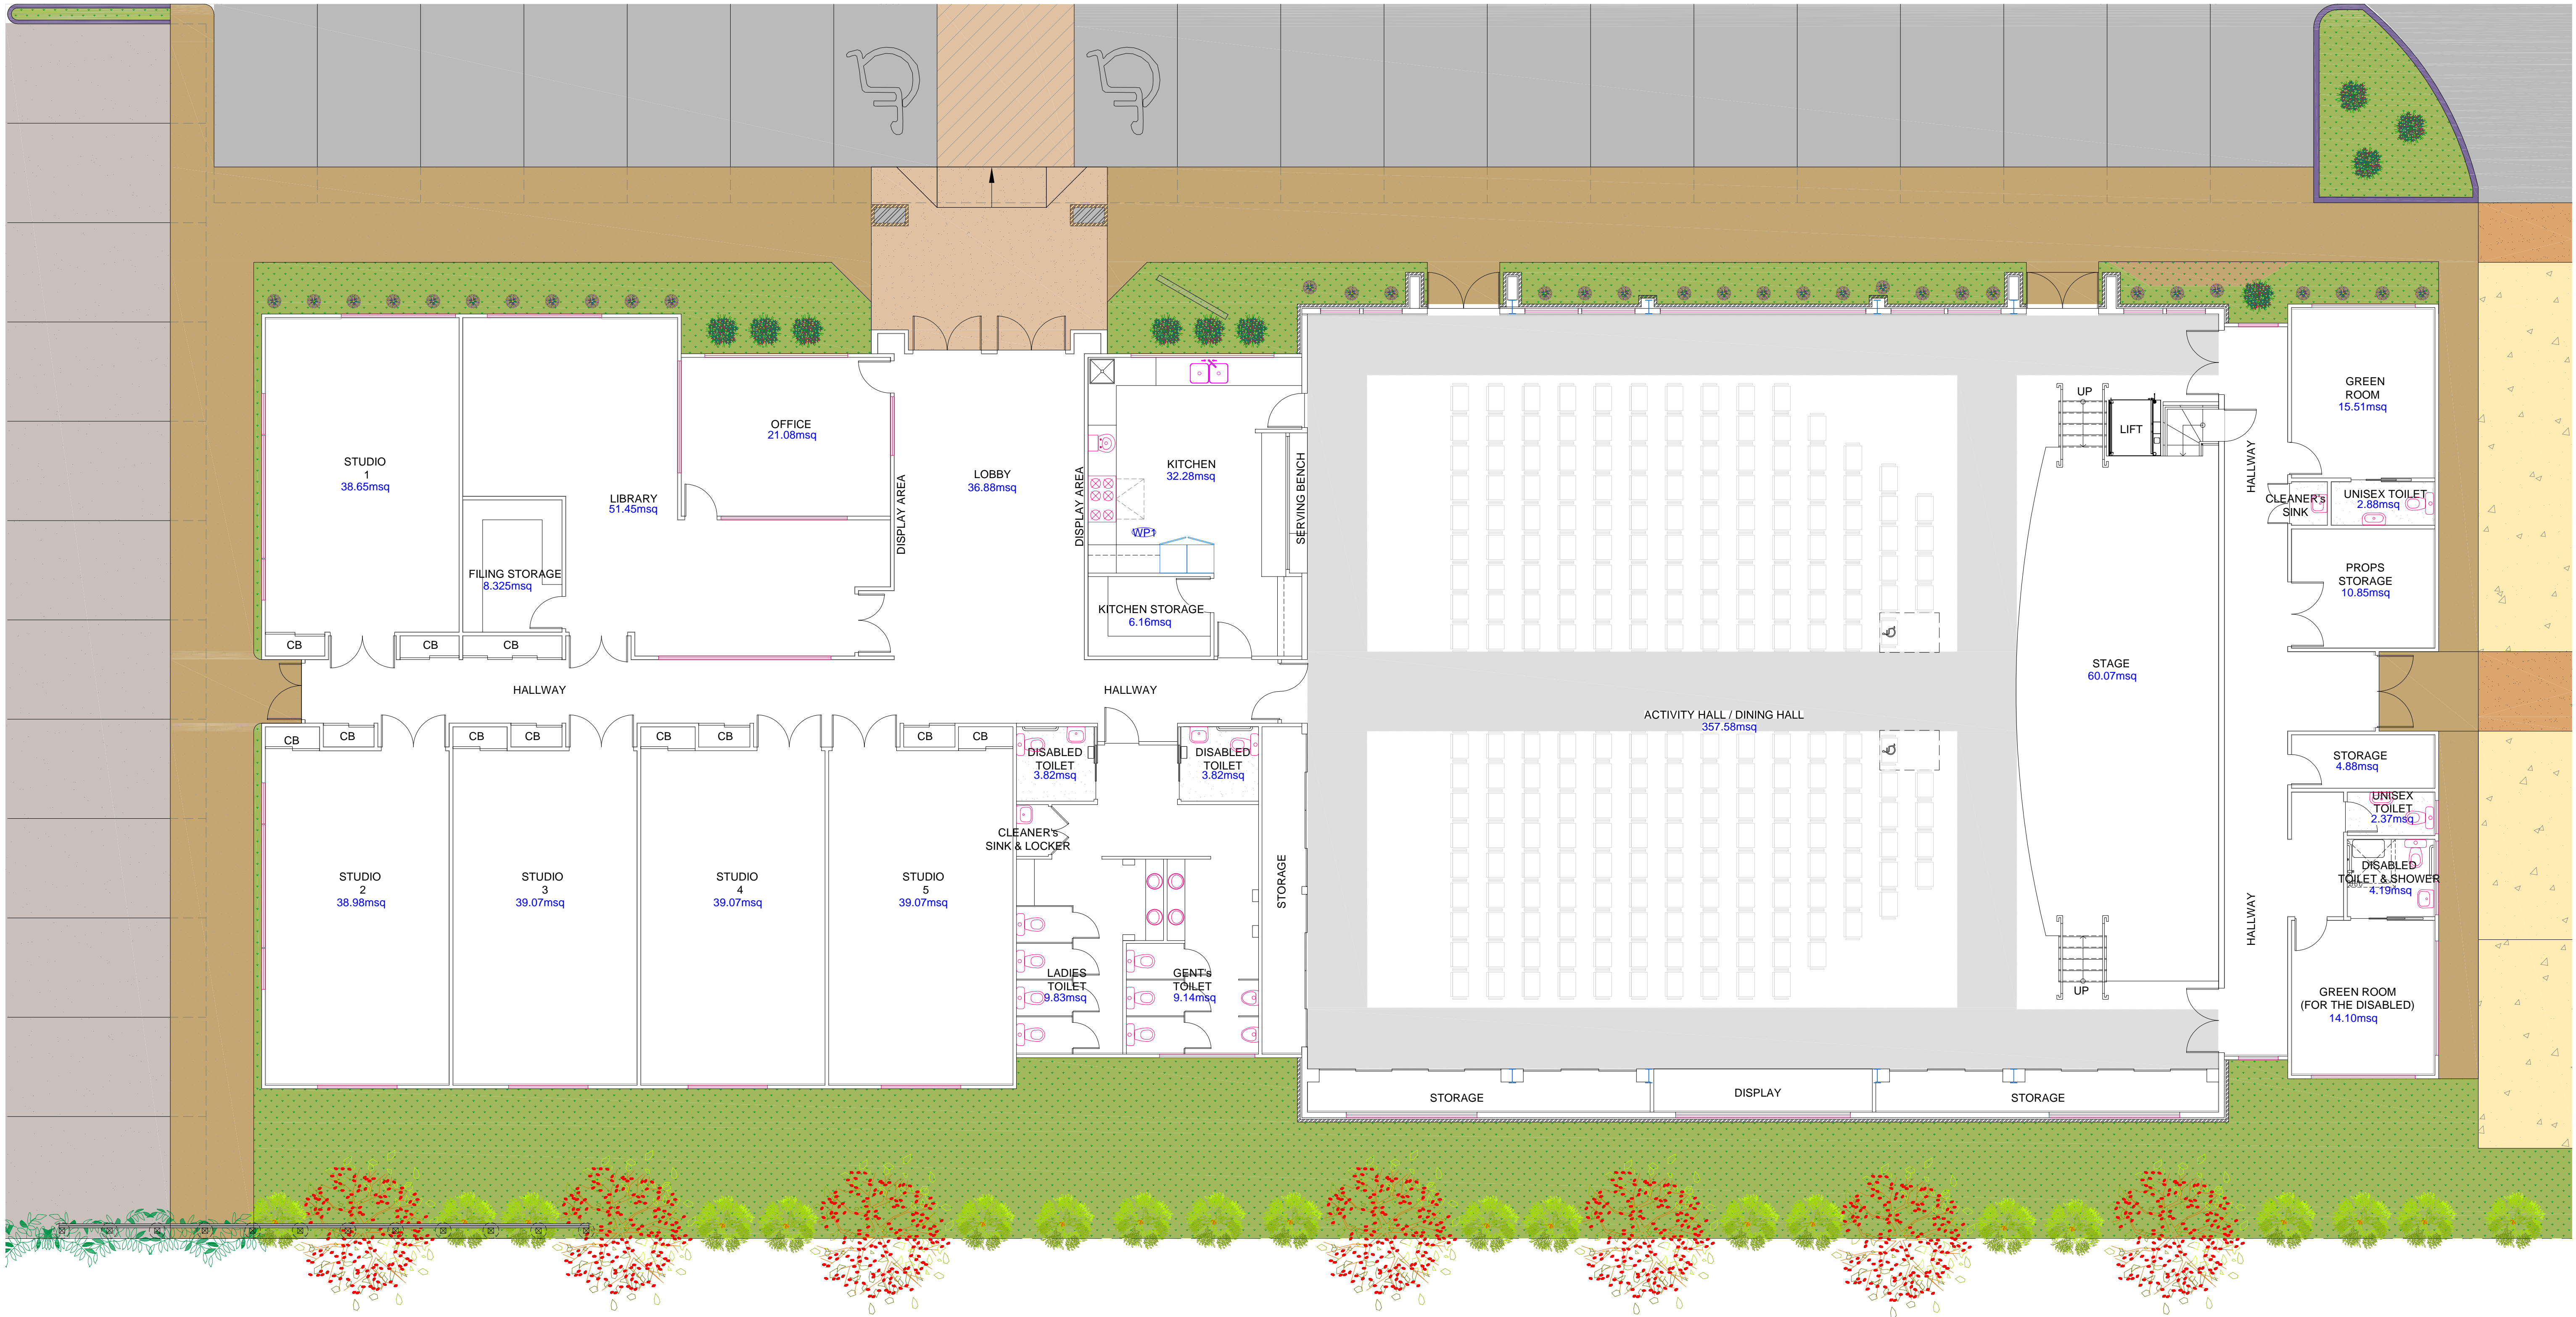 STUDIO
1
38.65msq
LIBRARY
51.45msq
FILING STORAGE
8.325msq
OFFICE
21.08msq
DISPLAY AREA
LOBBY
36.88msq
DISPLAY AREA
KITCHEN
32.28msq
WP1
SERVING BENCH
KITCHEN STORAGE
6.16msq
CB
CB
CB
HALLWAY
HALLWAY
CB
CB
CB
CB
CB
CB
CB
CB
STUDIO
2
38.98msq
STUDIO
3
39.07msq
STUDIO
4
39.07msq
STUDIO
5
39.07msq
DISABLED
TOILET
3.82msq
DISABLED
TOILET
3.82msq
CLEANER's
SINK & LOCKER
LADIES
TOILET
9.83msq
GENT's
TOILET
9.14msq
STORAGE
ACTIVITY HALL / DINING HALL
357.58msq
STORAGE
DISPLAY
STORAGE
UP
LIFT
STAGE
60.07msq
UP
HALLWAY
HALLWAY
GREEN
ROOM
15.51msq
CLEANER's
SINK
UNISEX TOILET
2.88msq
PROPS
STORAGE
10.85msq
STORAGE
4.88msq
UNISEX
TOILET
2.37msq
DISABLED
TOILET & SHOWER
4.19msq
GREEN ROOM
(FOR THE DISABLED)
14.10msq